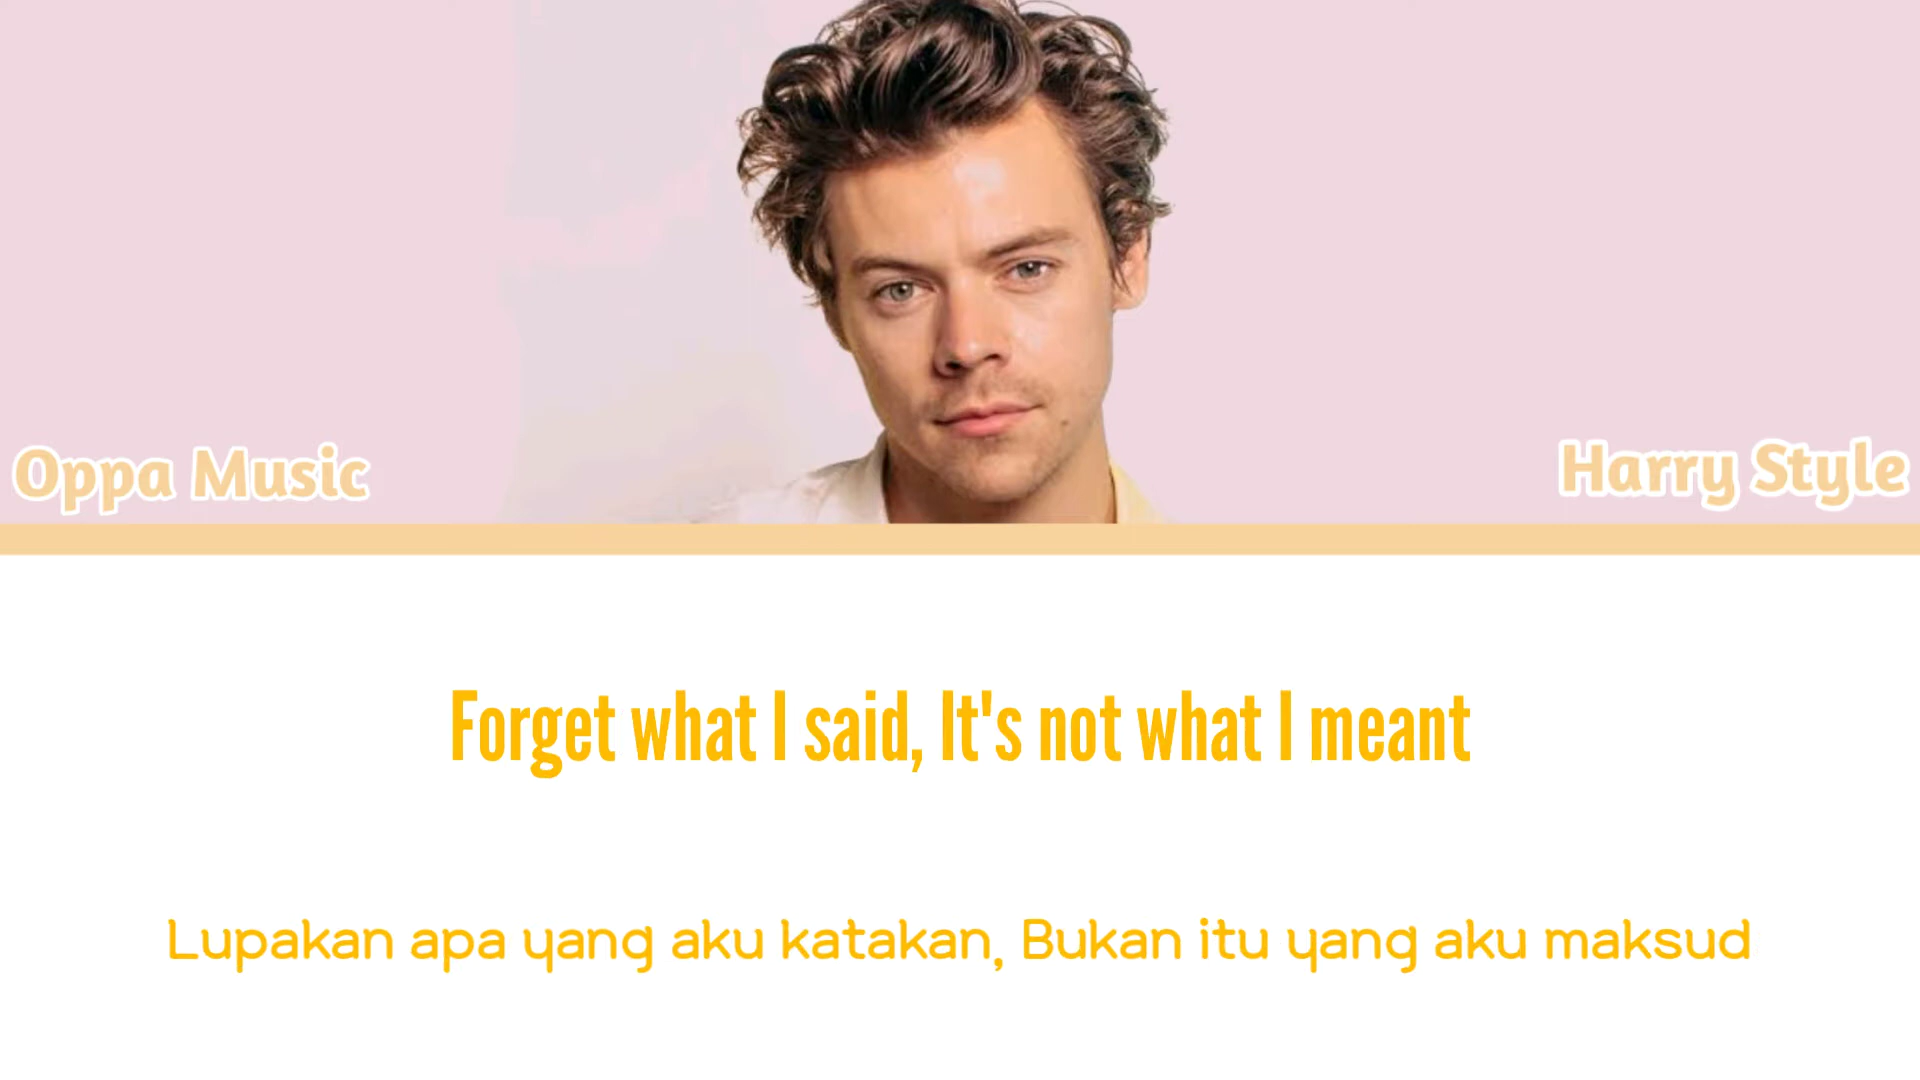 Oppa Music
Harry Style
Forget what I said, It's not what I meant
Lupakan apa yang aku katakan, Bukan itu yang aku maksud